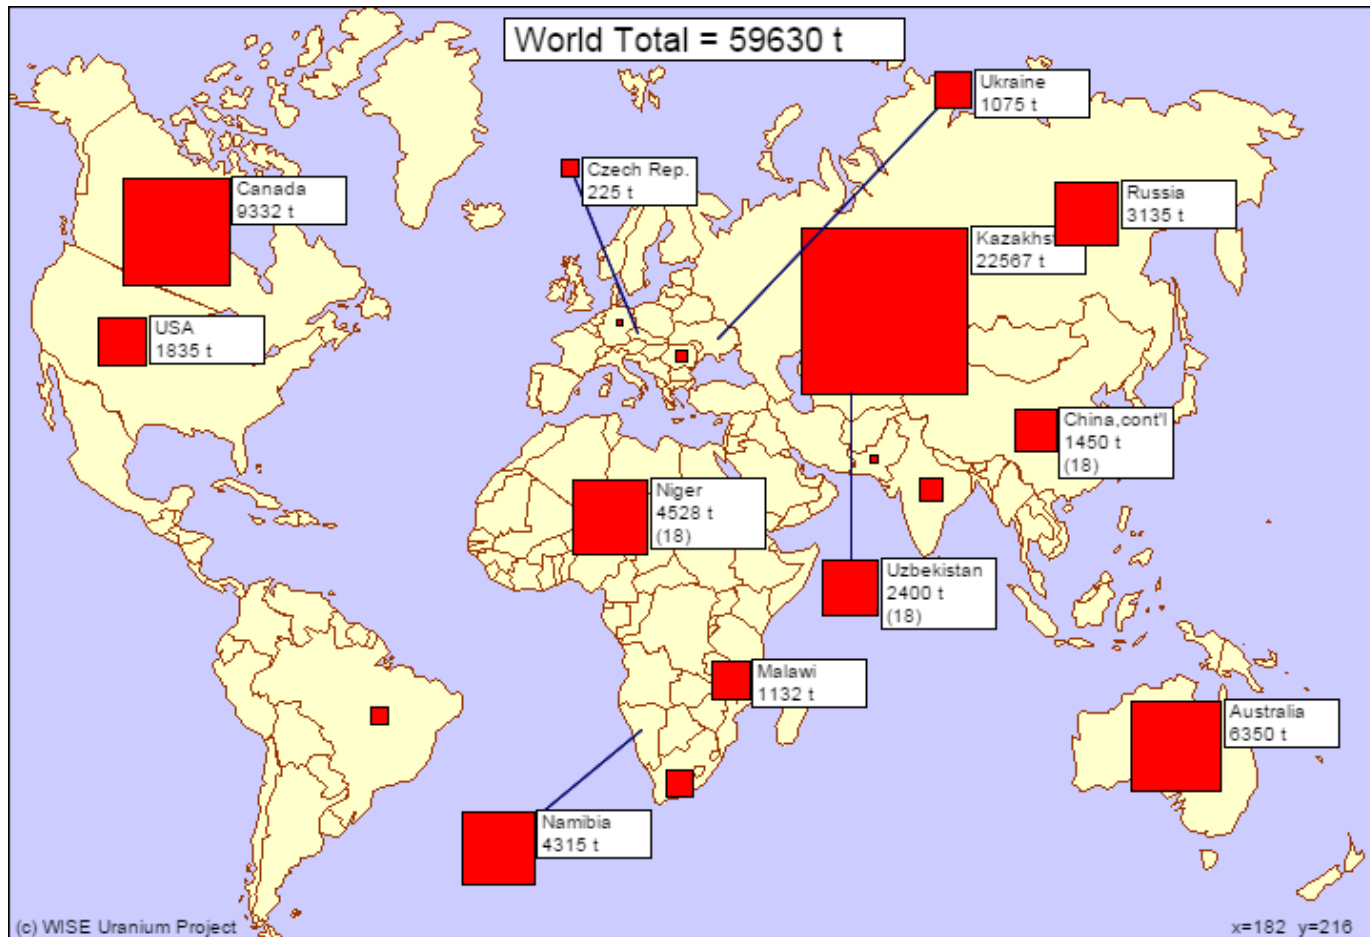 World Total = 59630 t
Ukraine
1075 t
Czech Rep.
225 t
Canada
9332 t
Russia
3135 t
Kazakhst
22567 t
USA
1835 t
China,cont'l
1450 t
(18)
Niger
4528 t
(18)
Uzbekistan
2400 t
(18)
Malawi
1132 t
Australia
6350 t
Namibia
4315 t
(c) WISE Uranium Project
x=182 y=216